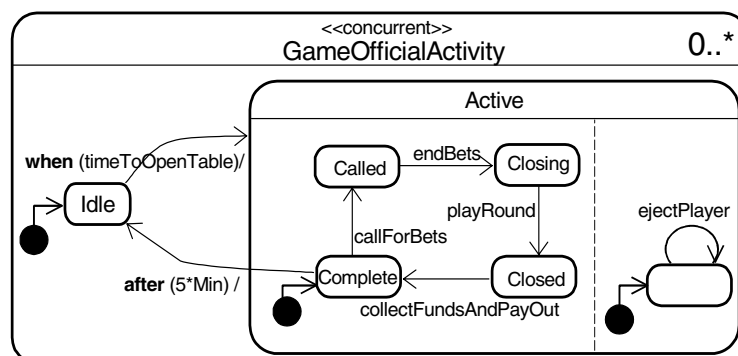 <<concurrent>>
GameOfficialActivity
0..*
Active
when (timeToOpenTable)/
Called
endBets
Closing
Idle
playRound
ejectPlayer
callForBets
after (5*Min) /
Complete
Closed
collectFundsAndPayOut